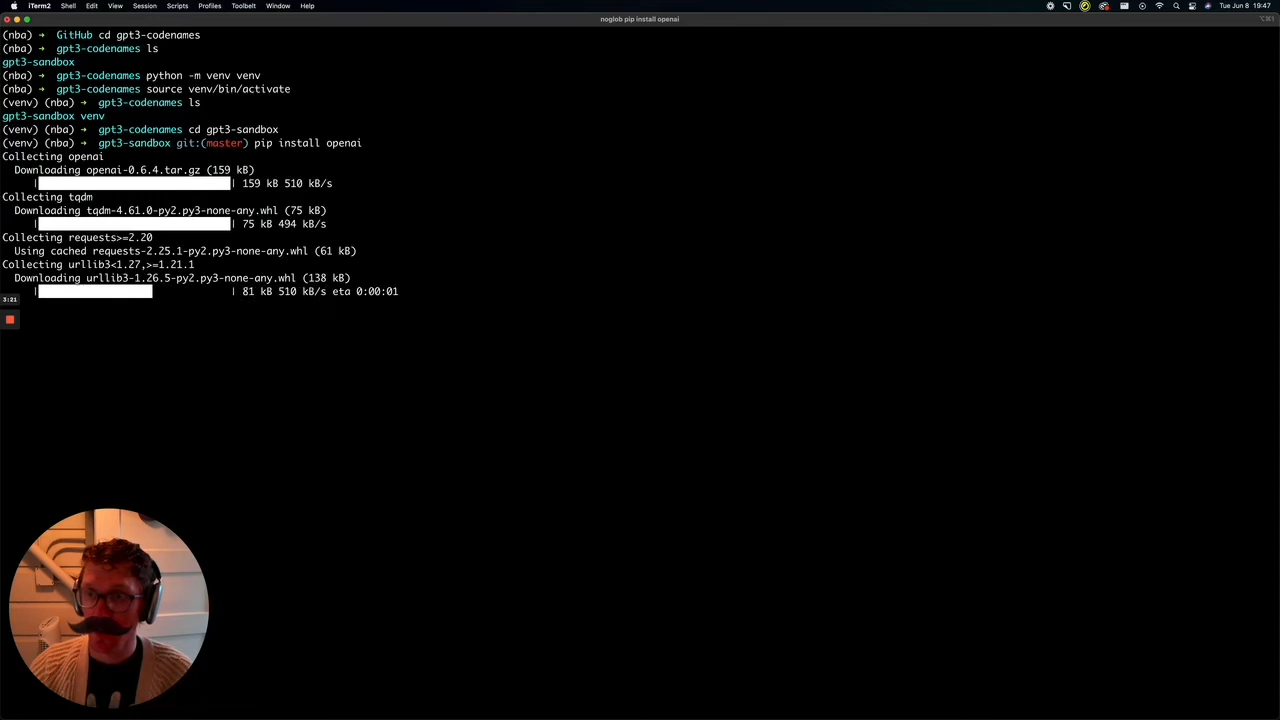 iTerm2 Shell Edit View Session Scripts Profiles Toolbelt Window Help
Tue Jun 8 19:47
noglob pip install openai
⌥⌘1
(nba) → GitHub cd gpt3-codenames
(nba) → gpt3-codenames ls
gpt3-sandbox
(nba) → gpt3-codenames python -m venv venv
(nba) → gpt3-codenames source venv/bin/activate
(venv) (nba) → gpt3-codenames ls
gpt3-sandbox venv
(venv) (nba) → gpt3-codenames cd gpt3-sandbox
(venv) (nba) → gpt3-sandbox git:(master) pip install openai
Collecting openai
Downloading openai-0.6.4.tar.gz (159 kB)
| | 159 kB 510 kB/s
Collecting tqdm
Downloading tqdm-4.61.0-py2.py3-none-any.whl (75 kB)
| | 75 kB 494 kB/s
Collecting requests>=2.20
Using cached requests-2.25.1-py2.py3-none-any.whl (61 kB)
Collecting urllib3<1.27,>=1.21.1
Downloading urllib3-1.26.5-py2.py3-none-any.whl (138 kB)
| | 81 kB 510 kB/s eta 0:00:01
3:21